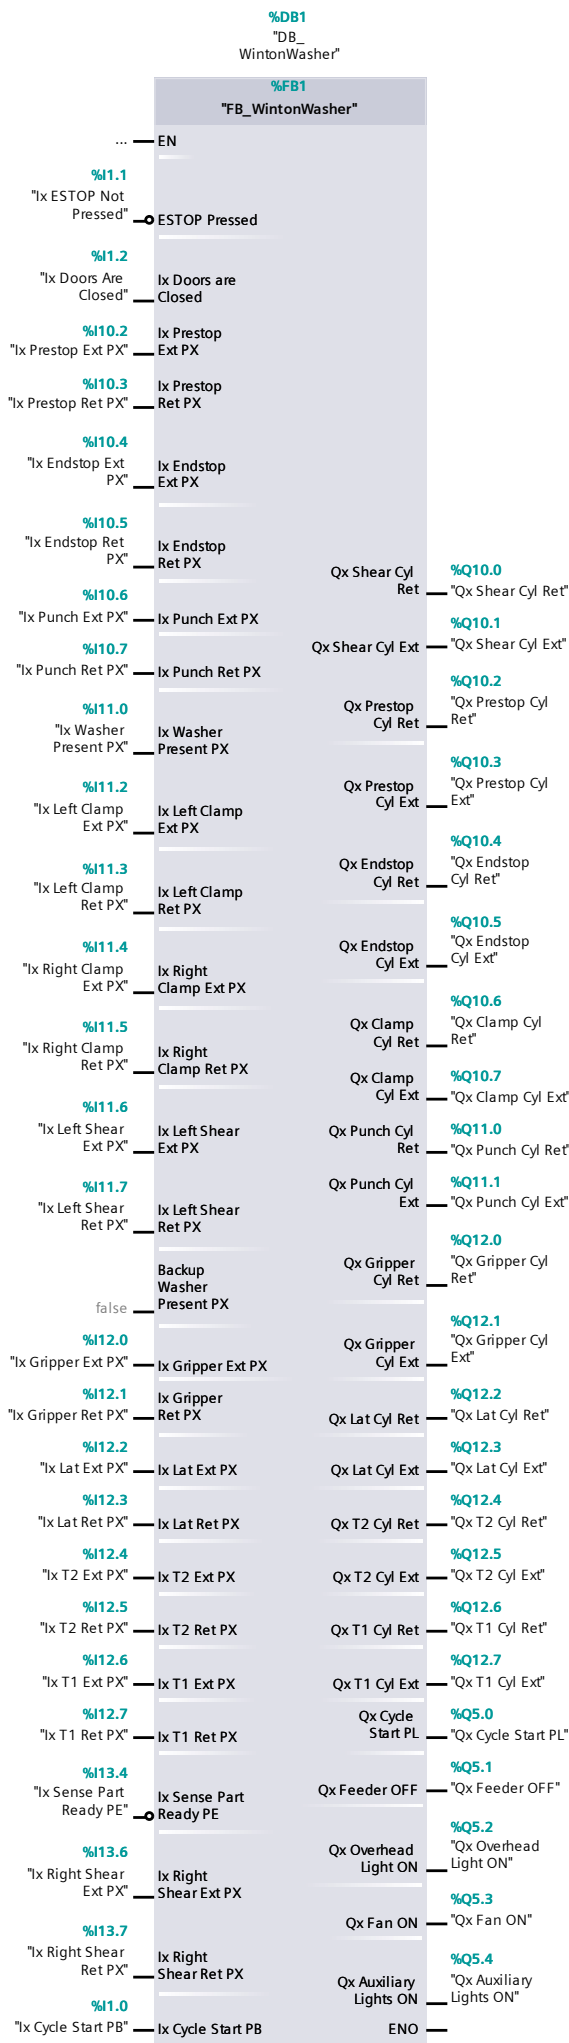 %DB1
"DB_
WintonWasher"
%FB1
"FB_WintonWasher"
... EN
%I1.1
"Ix ESTOP Not
Pressed"
ESTOP Pressed
%I1.2
"Ix Doors Are
Closed"
Ix Doors are
Closed
%I10.2
"Ix Prestop Ext PX"
Ix Prestop
Ext PX
%I10.3
"Ix Prestop Ret PX"
Ix Prestop
Ret PX
%I10.4
"Ix Endstop Ext
PX"
Ix Endstop
Ext PX
%I10.5
"Ix Endstop Ret
PX"
Ix Endstop
Ret PX
%I10.6
"Ix Punch Ext PX"
Ix Punch Ext PX
%I10.7
"Ix Punch Ret PX"
Ix Punch Ret PX
%I11.0
"Ix Washer
Present PX"
Ix Washer
Present PX
%I11.2
"Ix Left Clamp
Ext PX"
Ix Left Clamp
Ext PX
%I11.3
"Ix Left Clamp
Ret PX"
Ix Left Clamp
Ret PX
%I11.4
"Ix Right Clamp
Ext PX"
Ix Right
Clamp Ext PX
%I11.5
"Ix Right Clamp
Ret PX"
Ix Right
Clamp Ret PX
%I11.6
"Ix Left Shear
Ext PX"
Ix Left Shear
Ext PX
%I11.7
"Ix Left Shear
Ret PX"
Ix Left Shear
Ret PX
false
Backup
Washer
Present PX
%I12.0
"Ix Gripper Ext PX"
Ix Gripper Ext PX
%I12.1
"Ix Gripper Ret PX"
Ix Gripper
Ret PX
%I12.2
"Ix Lat Ext PX"
Ix Lat Ext PX
%I12.3
"Ix Lat Ret PX"
Ix Lat Ret PX
%I12.4
"Ix T2 Ext PX"
Ix T2 Ext PX
%I12.5
"Ix T2 Ret PX"
Ix T2 Ret PX
%I12.6
"Ix T1 Ext PX"
Ix T1 Ext PX
%I12.7
"Ix T1 Ret PX"
Ix T1 Ret PX
%I13.4
"Ix Sense Part
Ready PE"
Ix Sense Part
Ready PE
%I13.6
"Ix Right Shear
Ext PX"
Ix Right
Shear Ext PX
%I13.7
"Ix Right Shear
Ret PX"
Ix Right
Shear Ret PX
%I1.0
"Ix Cycle Start PB"
Ix Cycle Start PB
Qx Shear Cyl
Ret
%Q10.0
"Qx Shear Cyl Ret"
Qx Shear Cyl Ext
%Q10.1
"Qx Shear Cyl Ext"
Qx Prestop
Cyl Ret
%Q10.2
"Qx Prestop Cyl
Ret"
Qx Prestop
Cyl Ext
%Q10.3
"Qx Prestop Cyl
Ext"
Qx Endstop
Cyl Ret
%Q10.4
"Qx Endstop
Cyl Ret"
Qx Endstop
Cyl Ext
%Q10.5
"Qx Endstop
Cyl Ext"
Qx Clamp
Cyl Ret
%Q10.6
"Qx Clamp Cyl
Ret"
Qx Clamp
Cyl Ext
%Q10.7
"Qx Clamp Cyl Ext"
Qx Punch Cyl
Ret
%Q11.0
"Qx Punch Cyl Ret"
Qx Punch Cyl
Ext
%Q11.1
"Qx Punch Cyl Ext"
Qx Gripper
Cyl Ret
%Q12.0
"Qx Gripper Cyl
Ret"
Qx Gripper
Cyl Ext
%Q12.1
"Qx Gripper Cyl
Ext"
Qx Lat Cyl Ret
%Q12.2
"Qx Lat Cyl Ret"
Qx Lat Cyl Ext
%Q12.3
"Qx Lat Cyl Ext"
Qx T2 Cyl Ret
%Q12.4
"Qx T2 Cyl Ret"
Qx T2 Cyl Ext
%Q12.5
"Qx T2 Cyl Ext"
Qx T1 Cyl Ret
%Q12.6
"Qx T1 Cyl Ret"
Qx T1 Cyl Ext
%Q12.7
"Qx T1 Cyl Ext"
Qx Cycle
Start PL
%Q5.0
"Qx Cycle Start PL"
Qx Feeder OFF
%Q5.1
"Qx Feeder OFF"
Qx Overhead
Light ON
%Q5.2
"Qx Overhead
Light ON"
Qx Fan ON
%Q5.3
"Qx Fan ON"
Qx Auxiliary
Lights ON
%Q5.4
"Qx Auxiliary
Lights ON"
ENO